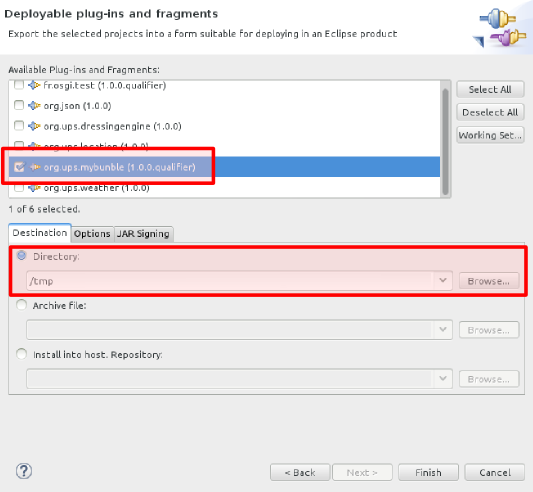 Deployable plug-ins and fragments
Export the selected projects into a form suitable for deploying in an Eclipse product
Available Plug-ins and Fragments:
fr.osgi.test (1.0.0.qualifier)
org.json (1.0.0)
org.ups.dressingengine (1.0.0)
org.ups.location (1.0.0)
org.ups.mybunble (1.0.0.qualifier)
org.ups.weather (1.0.0)
Select All
Deselect All
Working Set...
1 of 6 selected.
Destination Options JAR Signing
Directory:
/tmp Browse...
Archive file:
Browse...
Install into host. Repository:
Browse...
? < Back Next > Finish Cancel